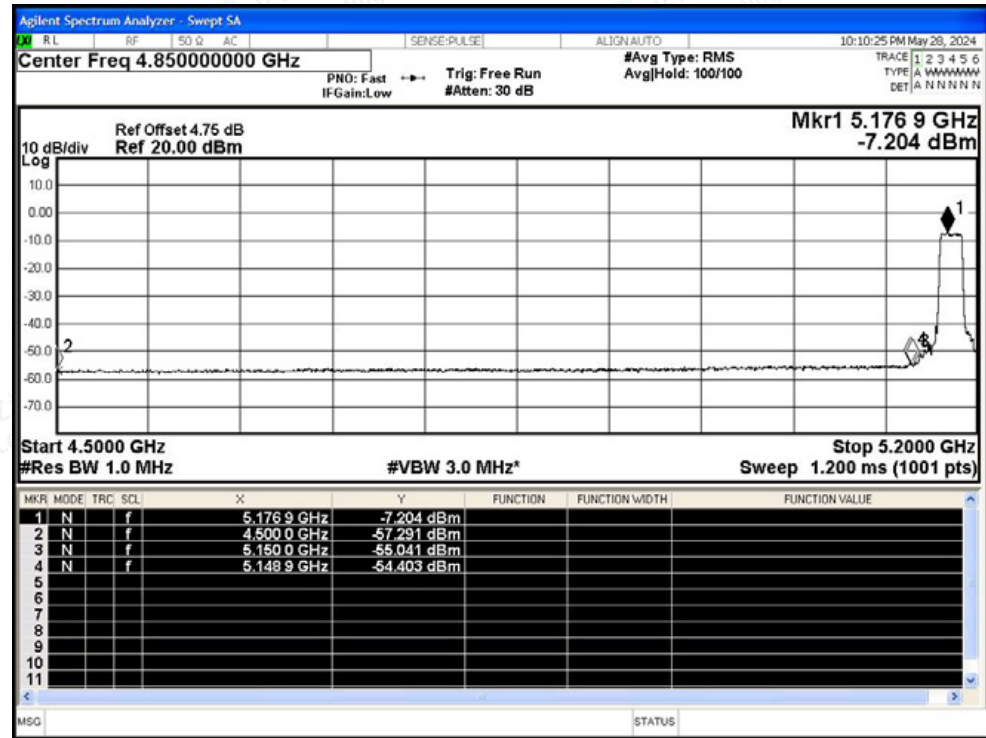 Agilent Spectrum Analyzer - Swept SA
RL RF 50 Ω AC SENSE:PULSE ALIGN AUTO 10:10:25 PM May 28, 2024
Center Freq 4.850000000 GHz #Avg Type: RMS TRACE 1 2 3 4 5 6
PNO: Fast Trig: Free Run Avg|Hold: 100/100 TYPE A WWWWW
IFGain:Low #Atten: 30 dB DET A N N N N N
Mkr1 5.176 9 GHz
Ref Offset 4.75 dB
10 dB/div Ref 20.00 dBm -7.204 dBm
Log
10.0
0.00
1
-10.0
-20.0
-30.0
-40.0
-50.0 2
-60.0
-70.0
Start 4.5000 GHz Stop 5.2000 GHz
#Res BW 1.0 MHz #VBW 3.0 MHz* Sweep 1.200 ms (1001 pts)
MKR MODE TRC SCL X Y FUNCTION FUNCTION WIDTH FUNCTION VALUE
1 N f 5.176 9 GHz -7.204 dBm
2 N f 4.500 0 GHz -57.291 dBm
3 N f 5.150 0 GHz -55.041 dBm
4 N f 5.148 9 GHz -54.403 dBm
5
6
7
8
9
10
11
MSG STATUS